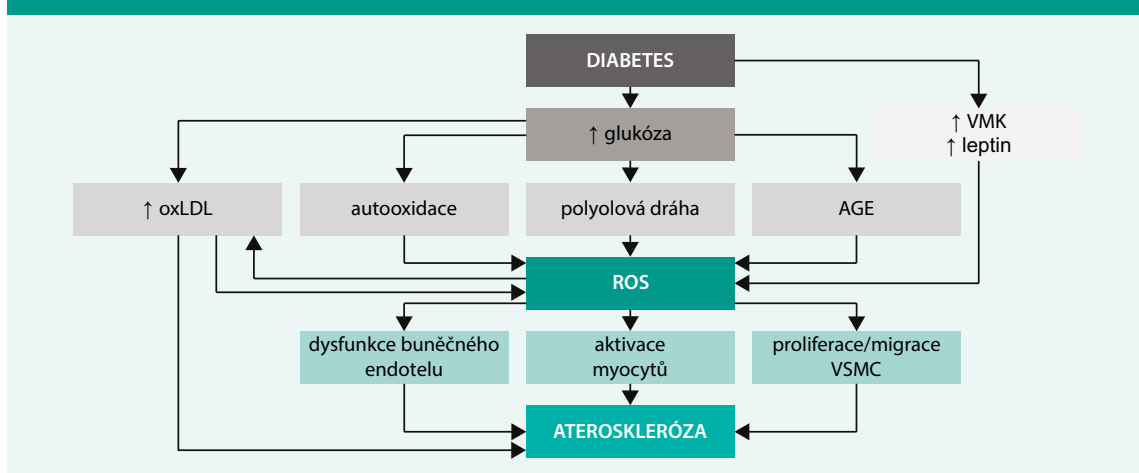 DIABETES
↑ glukóza
↑ VMK
↑ leptin
↑ oxLDL
autooxidace
polyolová dráha
AGE
ROS
dysfunkce buněčného
endotelu
aktivace
myocytů
proliferace/migrace
VSMC
ATEROSKLERÓZA